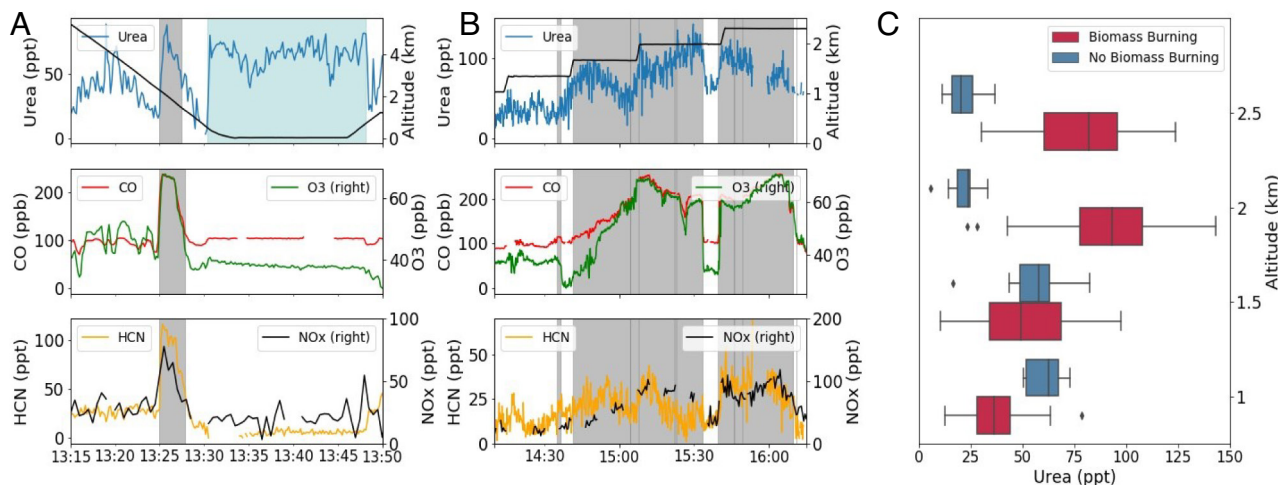 A
Urea
50
0
Urea (ppt)
4
2
0
Altitude (km)
CO
O3 (right)
200
100
0
CO (ppb)
60
40
O3 (ppb)
HCN
NOx (right)
100
50
0
HCN (ppt)
100
50
0
NOx (ppt)
13:15 13:20 13:25 13:30 13:35 13:40 13:45 13:50
B
Urea
100
50
0
Urea (ppt)
2
1
0
Altitude (km)
CO
O3 (right)
200
100
0
CO (ppb)
60
40
O3 (ppb)
HCN
NOx (right)
50
25
0
HCN (ppt)
200
100
0
NOx (ppt)
14:30 15:00 15:30 16:00
C
Biomass Burning
No Biomass Burning
2.5
2
1.5
1
Altitude (km)
0 25 50 75 100 125 150
Urea (ppt)